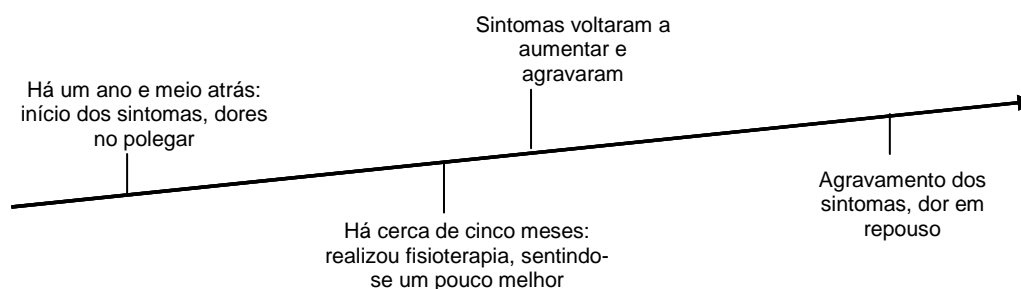 Sintomas voltaram a
aumentar e
agravaram
Há um ano e meio atrás:
início dos sintomas, dores
no polegar
Agravamento dos
sintomas, dor em
repouso
Há cerca de cinco meses:
realizou fisioterapia, sentindo-
se um pouco melhor